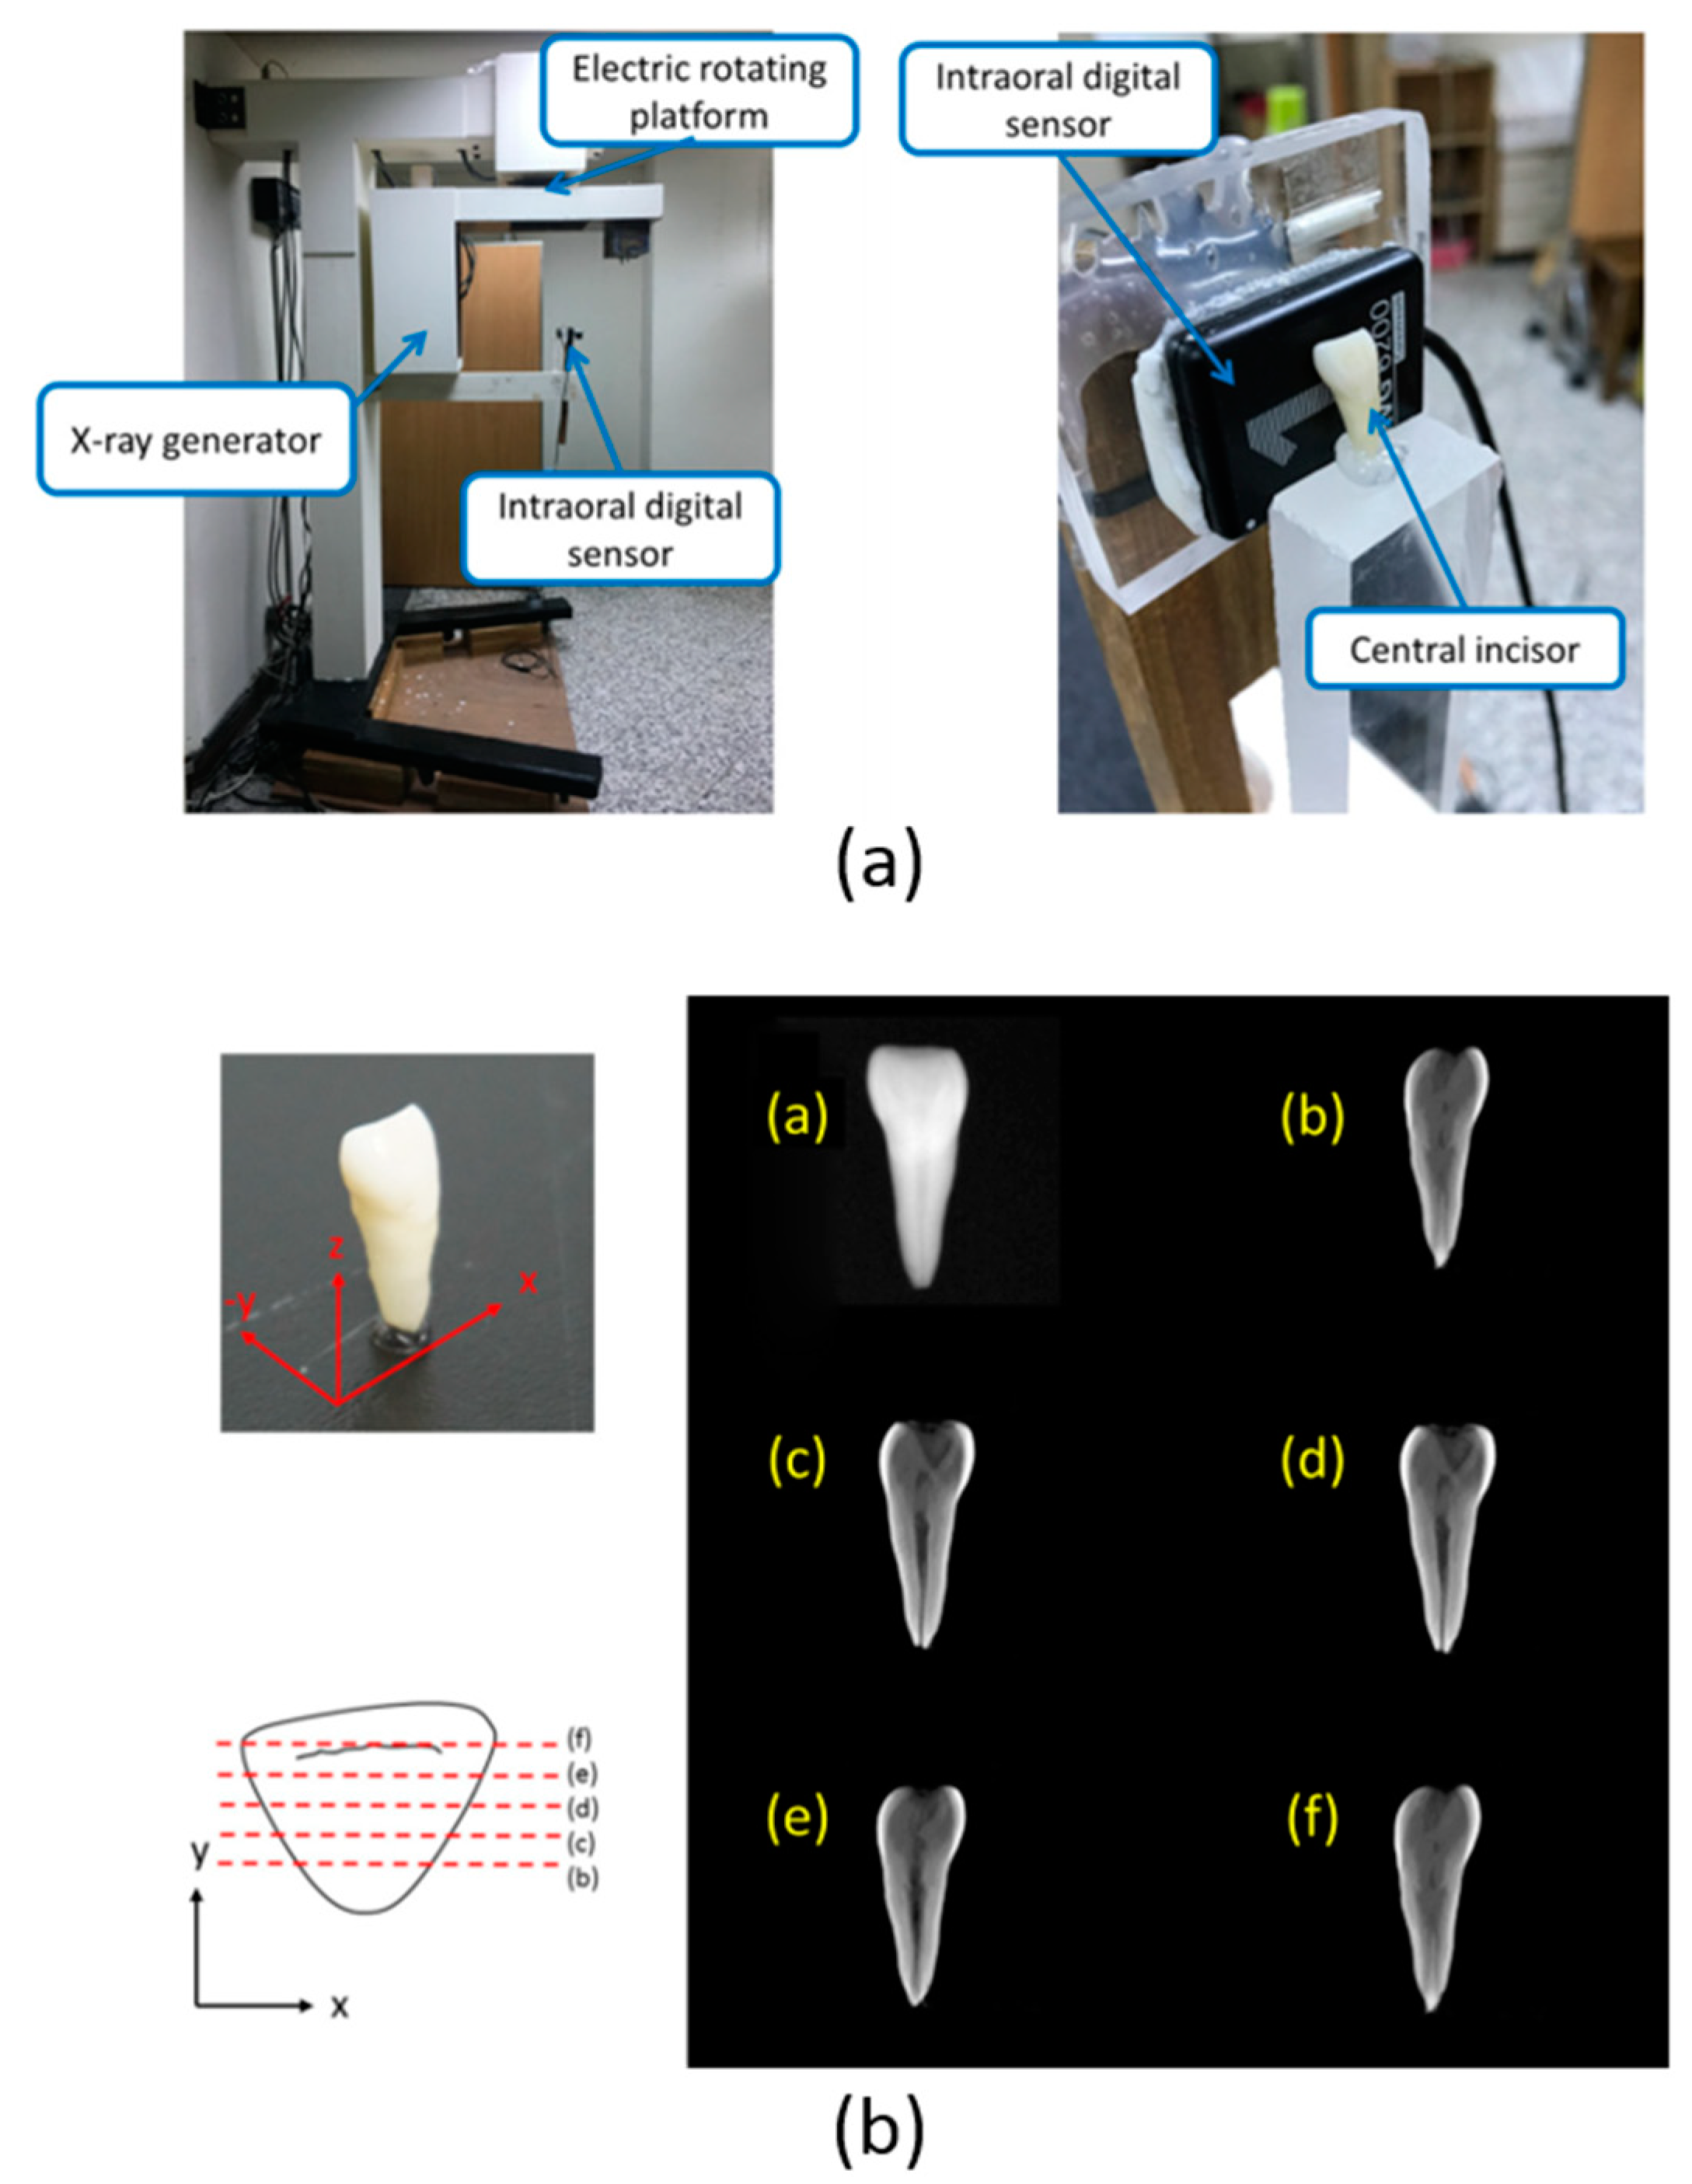 Electric rotating
platform
Intraoral digital
sensor
X-ray generator
Intraoral digital
sensor
Central incisor
(a)
z
x
-y
(a)
(b)
(c)
(d)
(e)
(f)
(f)
(e)
(d)
(c)
(b)
y
x
(b)